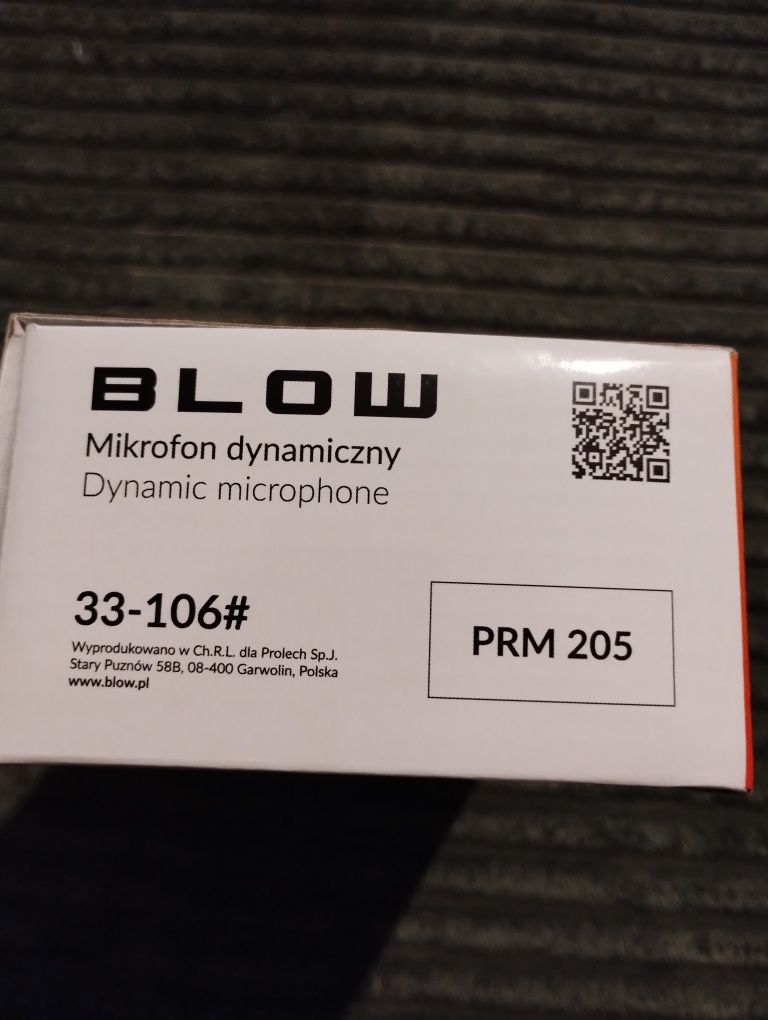 BLOW
Mikrofon dynamiczny
Dynamic microphone
33-106#
Wyprodukowano w Ch.R.L. dla Prolech Sp.J.
Stary Puznów 58B, 08-400 Garwolin, Polska
www.blow.pl
PRM 205